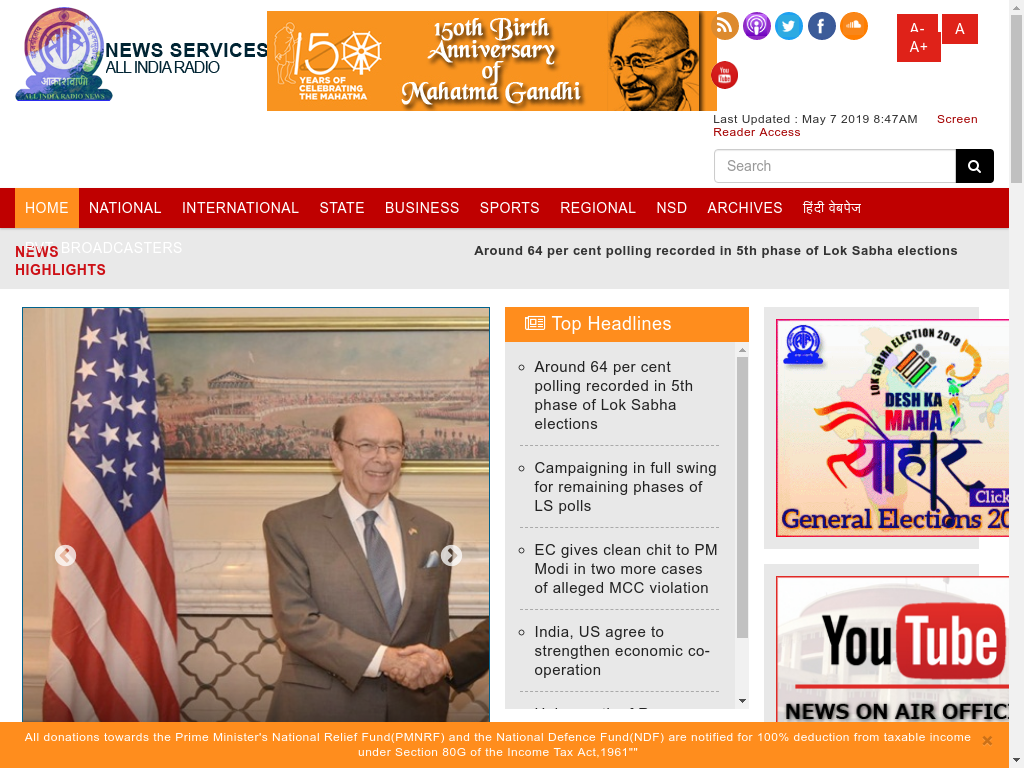 आकाशवाणी
ALL INDIA RADIO NEWS
NEWS SERVICES
ALL INDIA RADIO
150
YEARS OF
CELEBRATING
THE MAHATMA
150th Birth
Anniversary
of
Mahatma Gandhi
You
Tube
A-
A+
A
Last Updated : May 7 2019 8:47AM Screen
Reader Access
Search
HOME NATIONAL INTERNATIONAL STATE BUSINESS SPORTS REGIONAL NSD ARCHIVES हिंदी वेबपेज
BROADCASTERS
NEWS
HIGHLIGHTS
Around 64 per cent polling recorded in 5th phase of Lok Sabha elections
Top Headlines
Around 64 per cent
polling recorded in 5th
phase of Lok Sabha
elections
Campaigning in full swing
for remaining phases of
LS polls
EC gives clean chit to PM
Modi in two more cases
of alleged MCC violation
India, US agree to
strengthen economic co-
operation
LOK SABHA ELECTION 2019
DESH KA
MAHA
त्योहार
Click
General Elections 20
YouTube
NEWS ON AIR OFFIC
All donations towards the Prime Minister's National Relief Fund(PMNRF) and the National Defence Fund(NDF) are notified for 100% deduction from taxable income
under Section 80G of the Income Tax Act,1961""
×